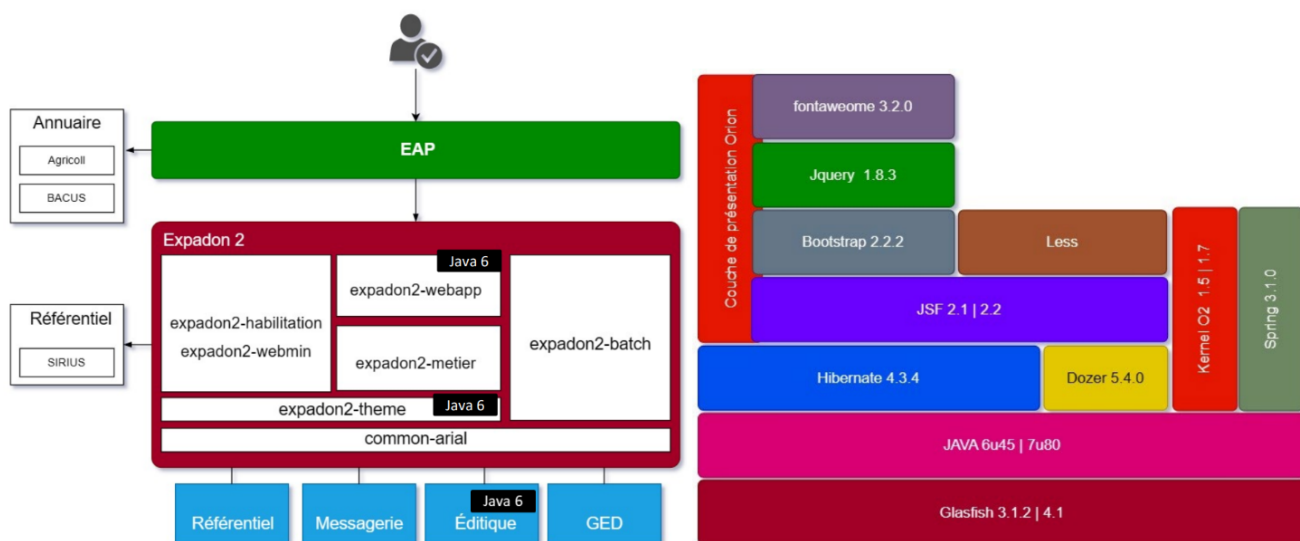 Annuaire
Agricoll
BACUS
EAP
Expadon 2
Java 6
expadon2-webapp
expadon2-habilitation
expadon2-webmin
expadon2-metier
expadon2-batch
expadon2-theme
Java 6
common-arial
Référentiel
SIRIUS
Référentiel
Messagerie
Java 6
Éditique
GED
Couche de présentation Orion
fontaweome 3.2.0
Jquery 1.8.3
Bootstrap 2.2.2
Less
JSF 2.1 | 2.2
Kernel O2 1.5 | 1.7
Spring 3.1.0
Hibernate 4.3.4
Dozer 5.4.0
JAVA 6u45 | 7u80
Glasfish 3.1.2 | 4.1